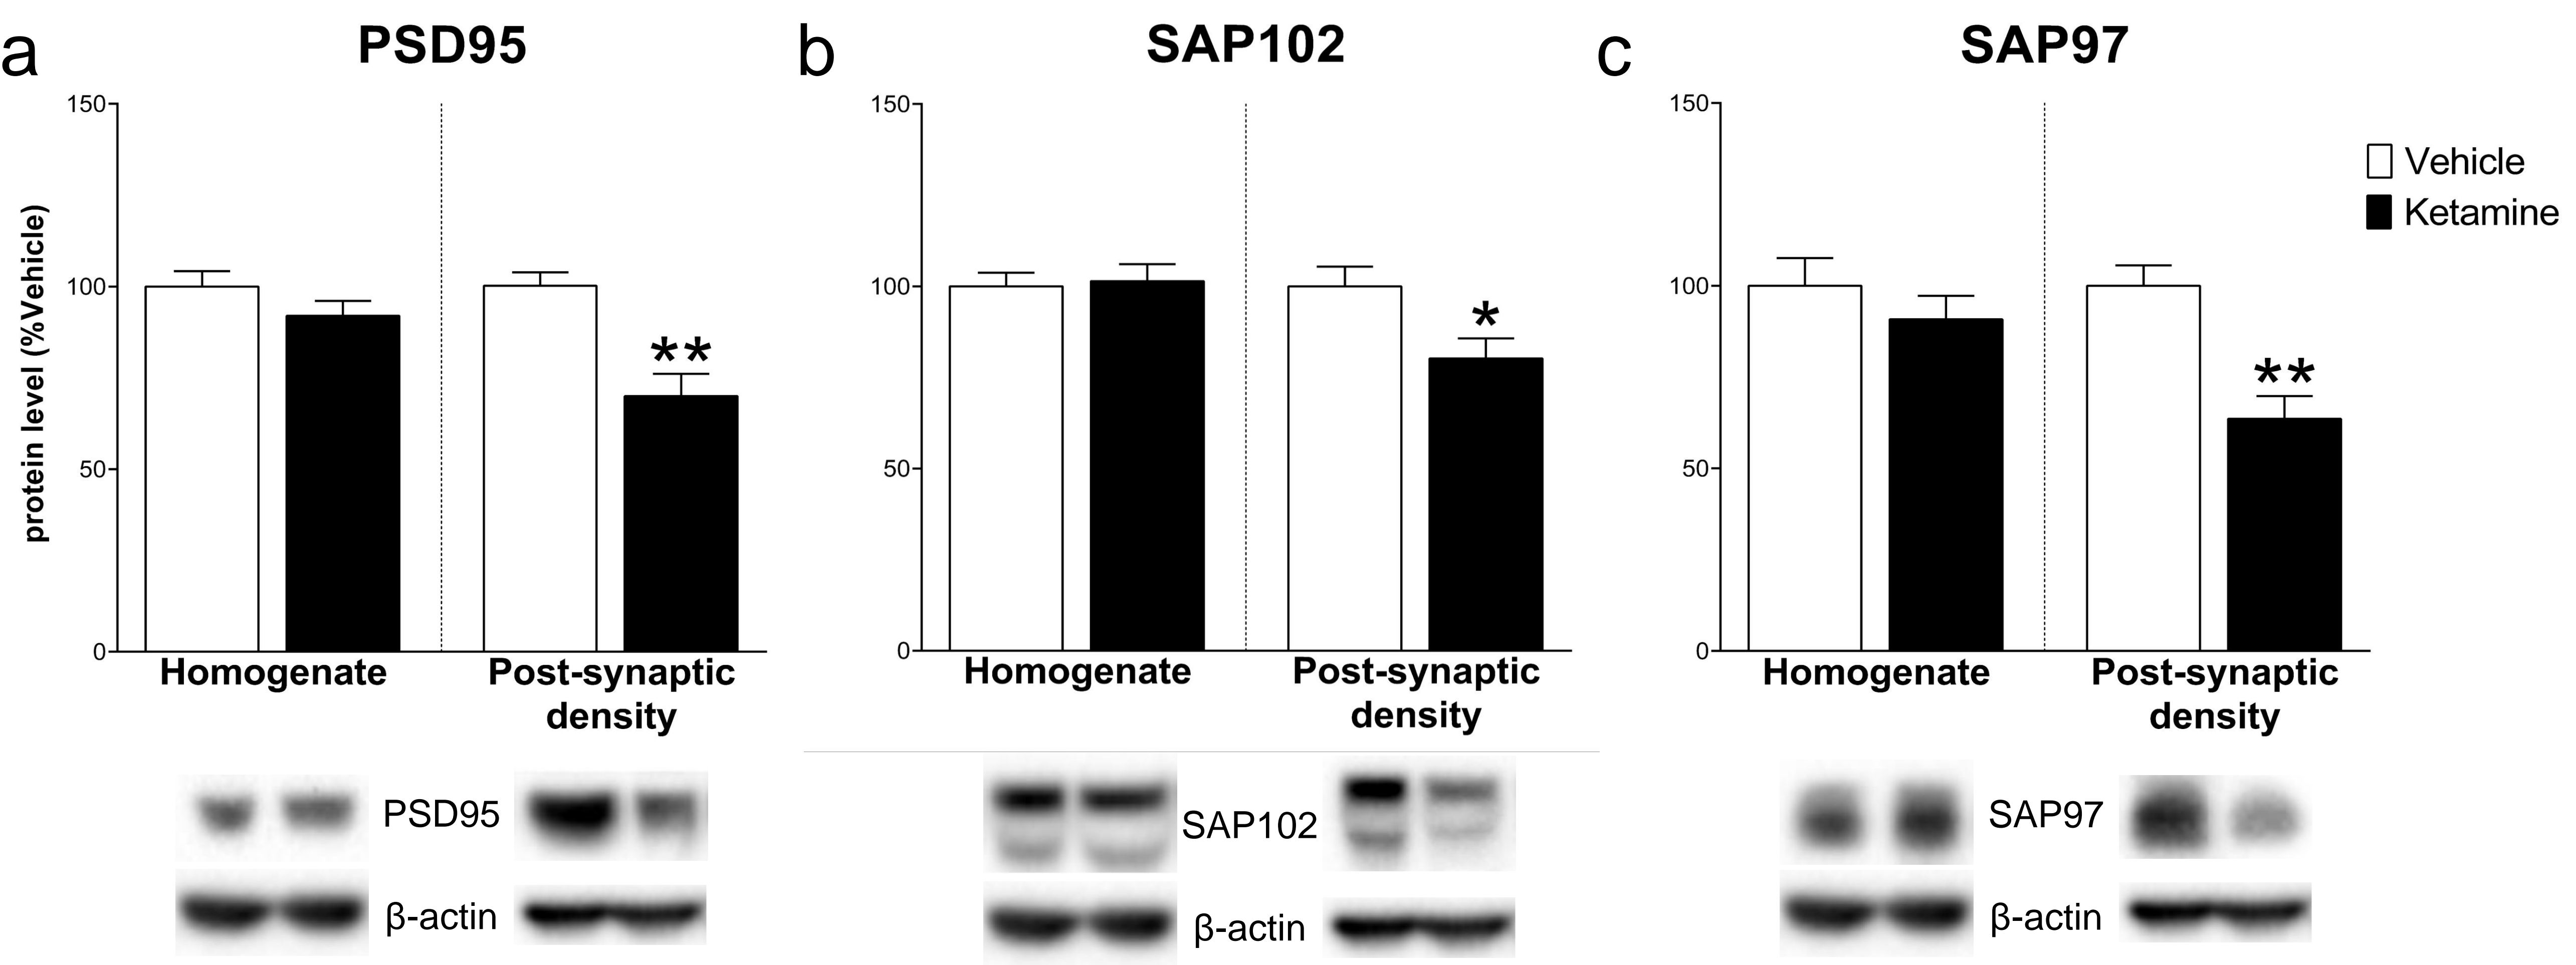 a
PSD95
b
SAP102
c
SAP97
protein level (%Vehicle)
150
100
50
0
**
Homogenate
Post-synaptic
density
150
100
50
0
*
Homogenate
Post-synaptic
density
150
100
50
0
**
Homogenate
Post-synaptic
density
Vehicle
Ketamine
PSD95
β-actin
SAP102
β-actin
SAP97
β-actin